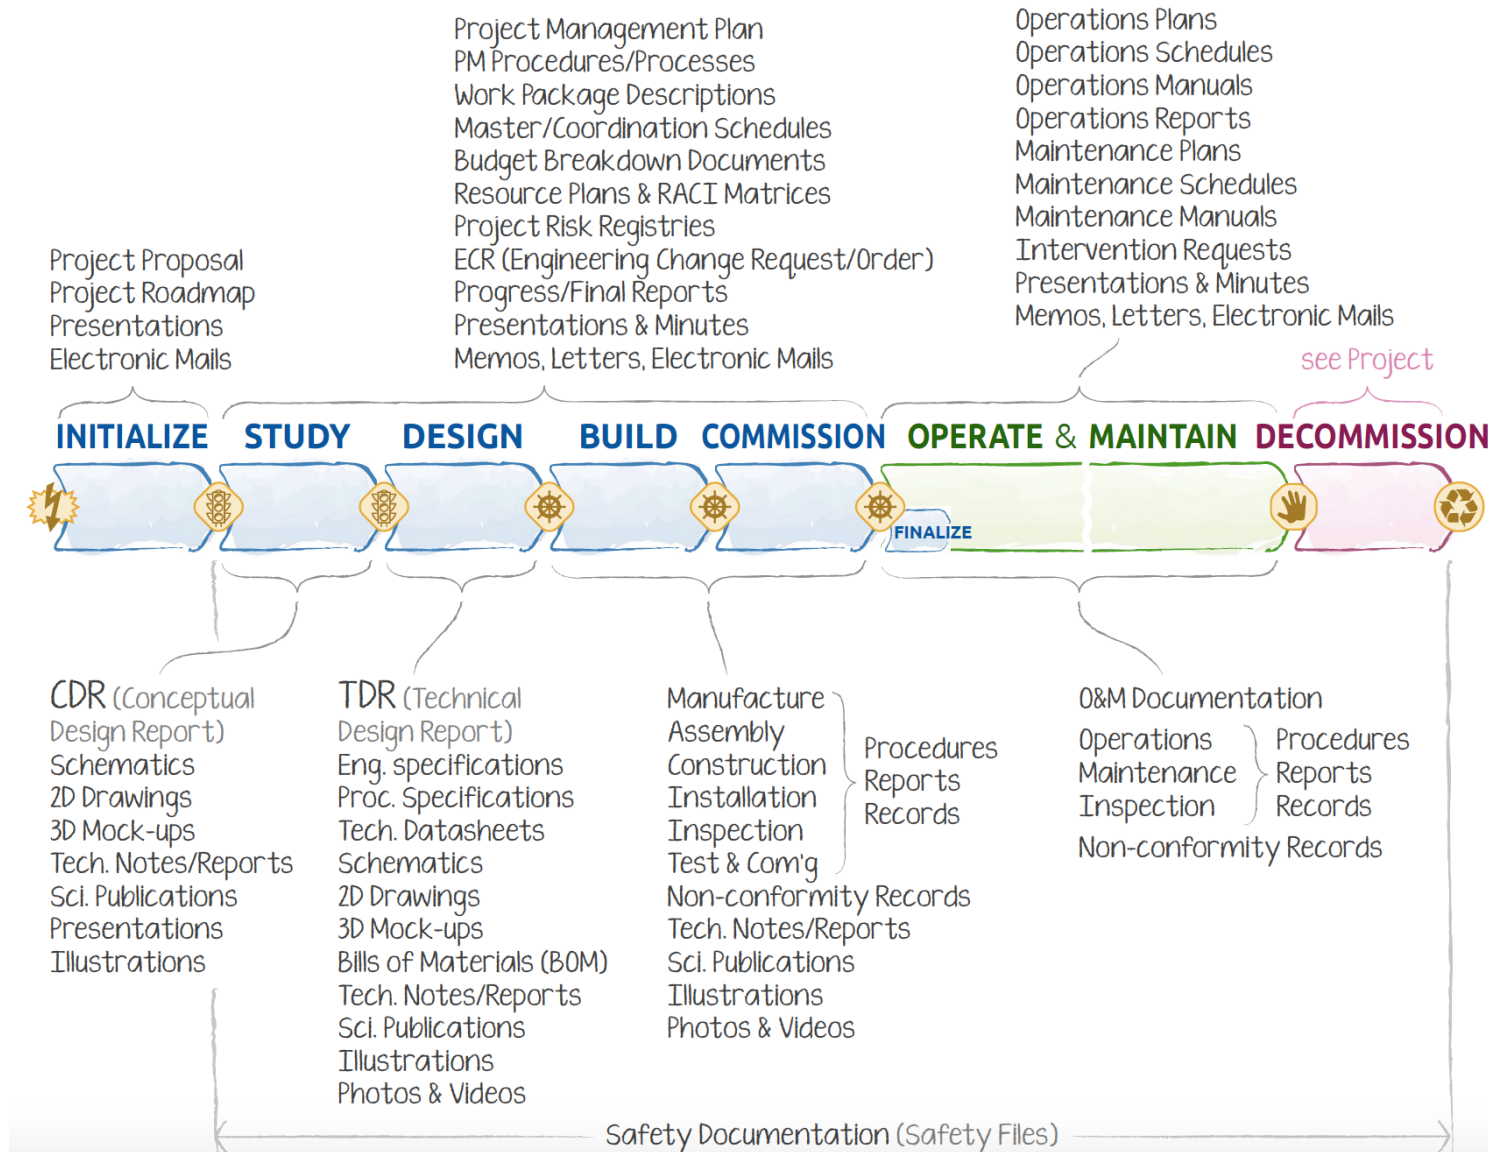 Project Management Plan
PM Procedures/Processes
Work Package Descriptions
Master/Coordination Schedules
Budget Breakdown Documents
Resource Plans & RACI Matrices
Project Risk Registries
ECR (Engineering Change Request/Order)
Progress/Final Reports
Presentations & Minutes
Memos, Letters, Electronic Mails
Operations Plans
Operations Schedules
Operations Manuals
Operations Reports
Maintenance Plans
Maintenance Schedules
Maintenance Manuals
Intervention Requests
Presentations & Minutes
Memos, Letters, Electronic Mails
Project Proposal
Project Roadmap
Presentations
Electronic Mails
see Project
INITIALIZE STUDY DESIGN BUILD COMMISSION OPERATE & MAINTAIN DECOMMISSION
FINALIZE
CDR (Conceptual
Design Report)
Schematics
2D Drawings
3D Mock-ups
Tech. Notes/Reports
Sci. Publications
Presentations
Illustrations
TDR (Technical
Design Report)
Eng. specifications
Proc. Specifications
Tech. Datasheets
Schematics
2D Drawings
3D Mock-ups
Bills of Materials (BOM)
Tech. Notes/Reports
Sci. Publications
Illustrations
Photos & Videos
Manufacture
Assembly
Construction
Installation
Inspection
Test & Com'g
Procedures
Reports
Records
Non-conformity Records
Tech. Notes/Reports
Sci. Publications
Illustrations
Photos & Videos
O&M Documentation
Operations
Maintenance
Inspection
Procedures
Reports
Records
Non-conformity Records
Safety Documentation (Safety Files)